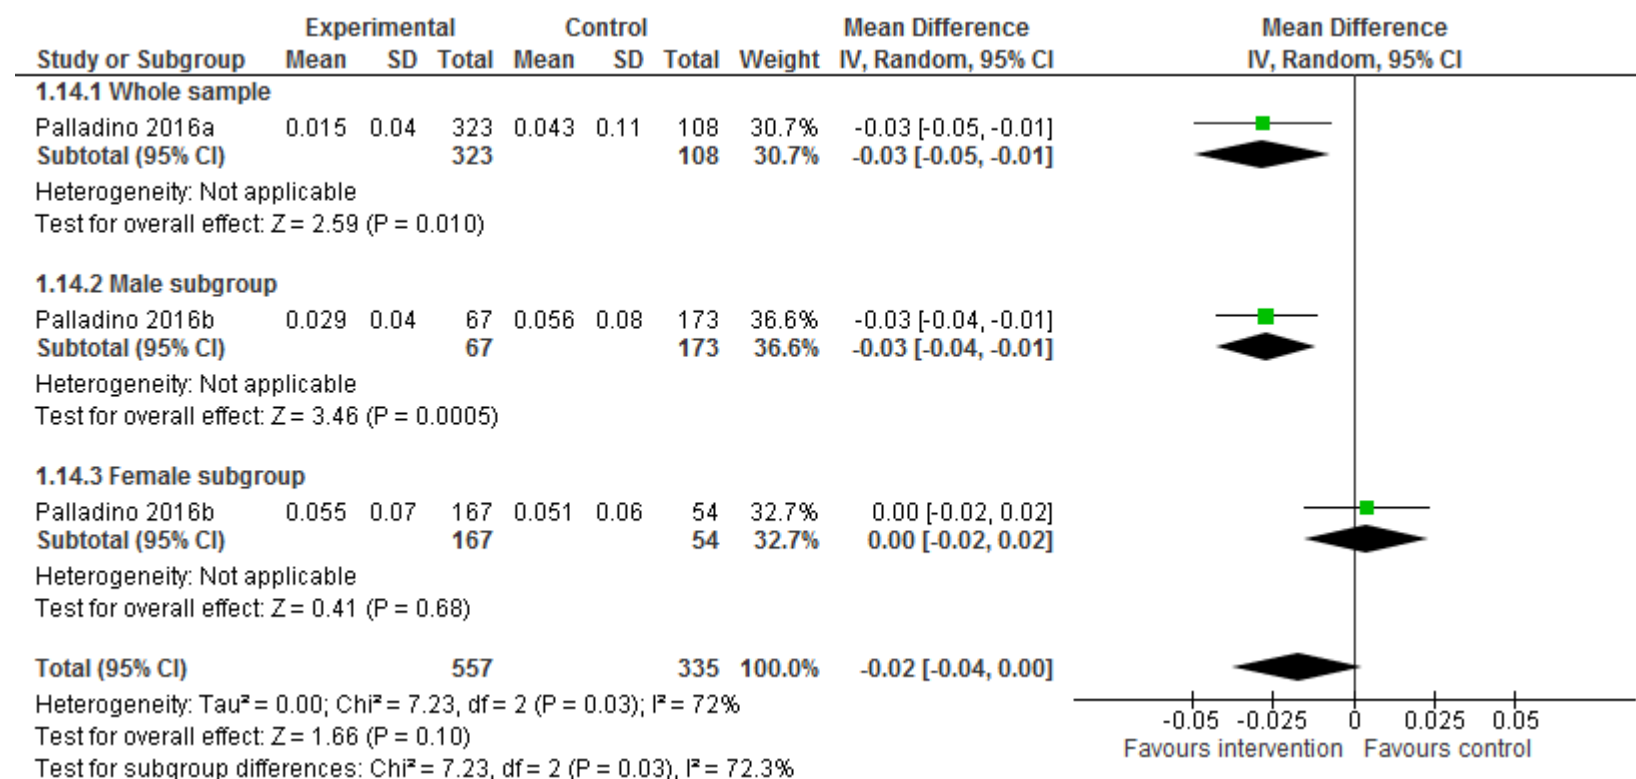 Experimental Control Mean Difference Mean Difference
Study or Subgroup Mean SD Total Mean SD Total Weight IV, Random, 95% CI IV, Random, 95% CI
1.14.1 Whole sample
Palladino 2016a 0.015 0.04 323 0.043 0.11 108 30.7% -0.03 [-0.05, -0.01]
Subtotal (95% CI) 323 108 30.7% -0.03 [-0.05, -0.01]
Heterogeneity: Not applicable
Test for overall effect: Z = 2.59 (P = 0.010)
1.14.2 Male subgroup
Palladino 2016b 0.029 0.04 67 0.056 0.08 173 36.6% -0.03 [-0.04, -0.01]
Subtotal (95% CI) 67 173 36.6% -0.03 [-0.04, -0.01]
Heterogeneity: Not applicable
Test for overall effect: Z = 3.46 (P = 0.0005)
1.14.3 Female subgroup
Palladino 2016b 0.055 0.07 167 0.051 0.06 54 32.7% 0.00 [-0.02, 0.02]
Subtotal (95% CI) 167 54 32.7% 0.00 [-0.02, 0.02]
Heterogeneity: Not applicable
Test for overall effect: Z = 0.41 (P = 0.68)
Total (95% CI) 557 335 100.0% -0.02 [-0.04, 0.00]
Heterogeneity: Tau² = 0.00; Chi² = 7.23, df = 2 (P = 0.03); I² = 72%
Test for overall effect: Z = 1.66 (P = 0.10)
Test for subgroup differences: Chi² = 7.23, df = 2 (P = 0.03), I² = 72.3%
-0.05 -0.025 0 0.025 0.05
Favours intervention Favours control